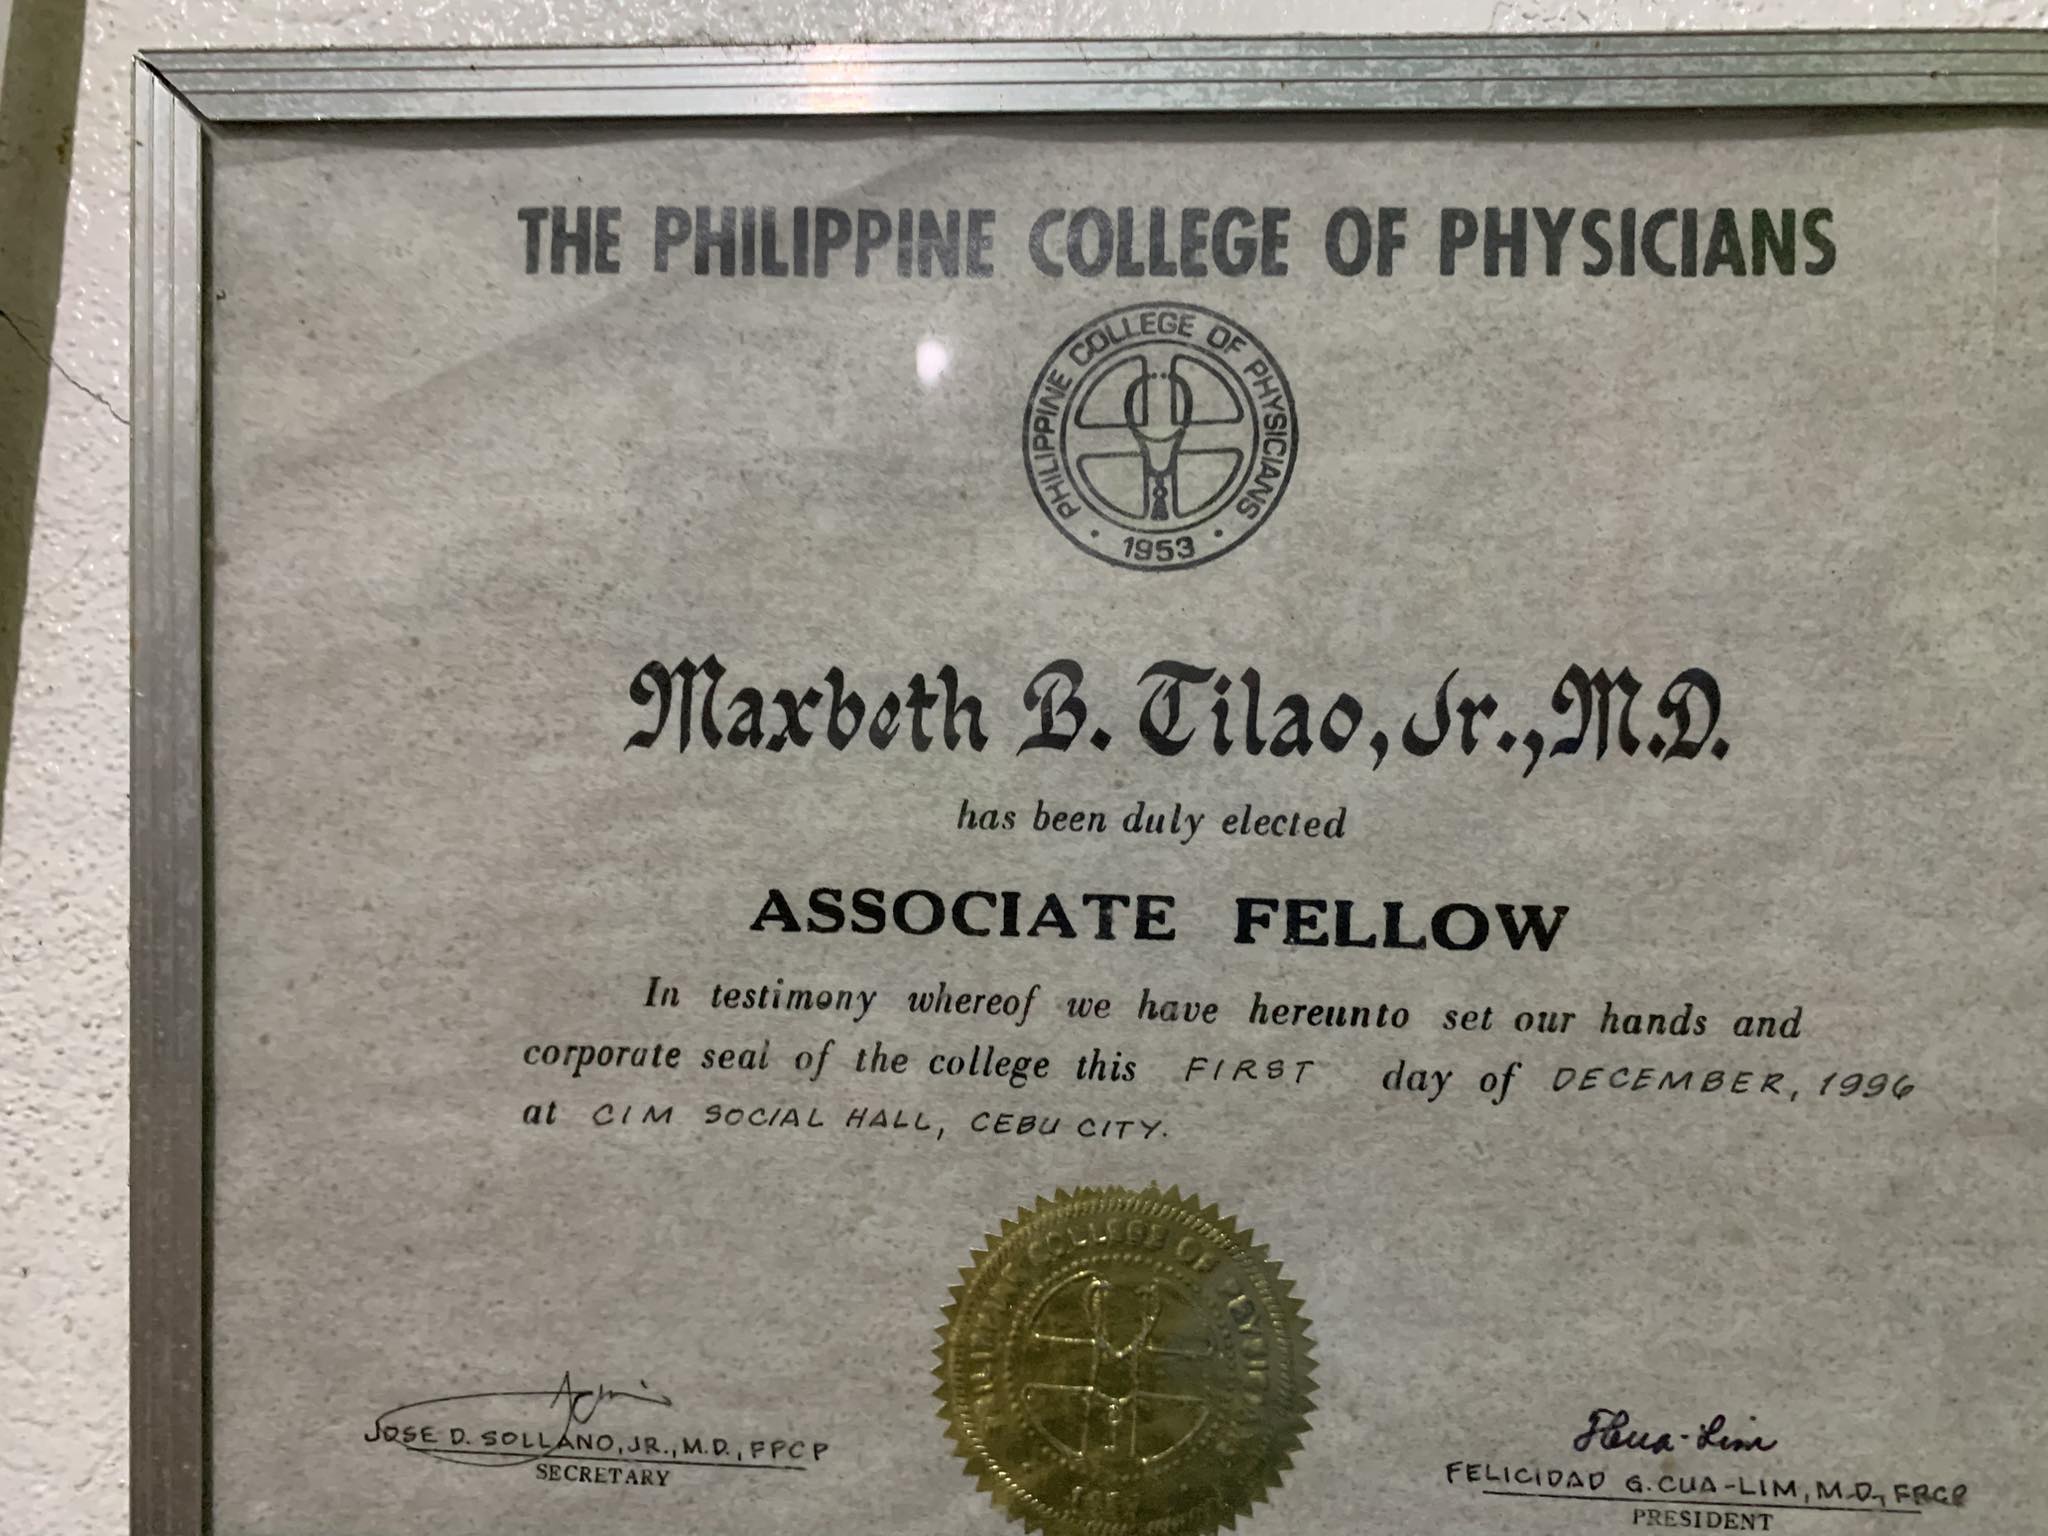 THE PHILIPPINE COLLEGE OF PHYSICIANS
PHILIPPINE COLLEGE OF PHYSICIANS
• 1953 •
Maxbeth B. Tilao, Jr., M.D.
has been duly elected
ASSOCIATE FELLOW
In testimony whereof we have hereunto set our hands and
corporate seal of the college this FIRST day of DECEMBER, 1996
at CIM SOCIAL HALL, CEBU CITY.
PHILIPPINE COLLEGE OF PHYSICIANS
JOSE D. SOLLANO, JR., M.D., FPCP
SECRETARY
FCua-Lim
FELICIDAD G. CUA-LIM, M.D., FPCP
PRESIDENT